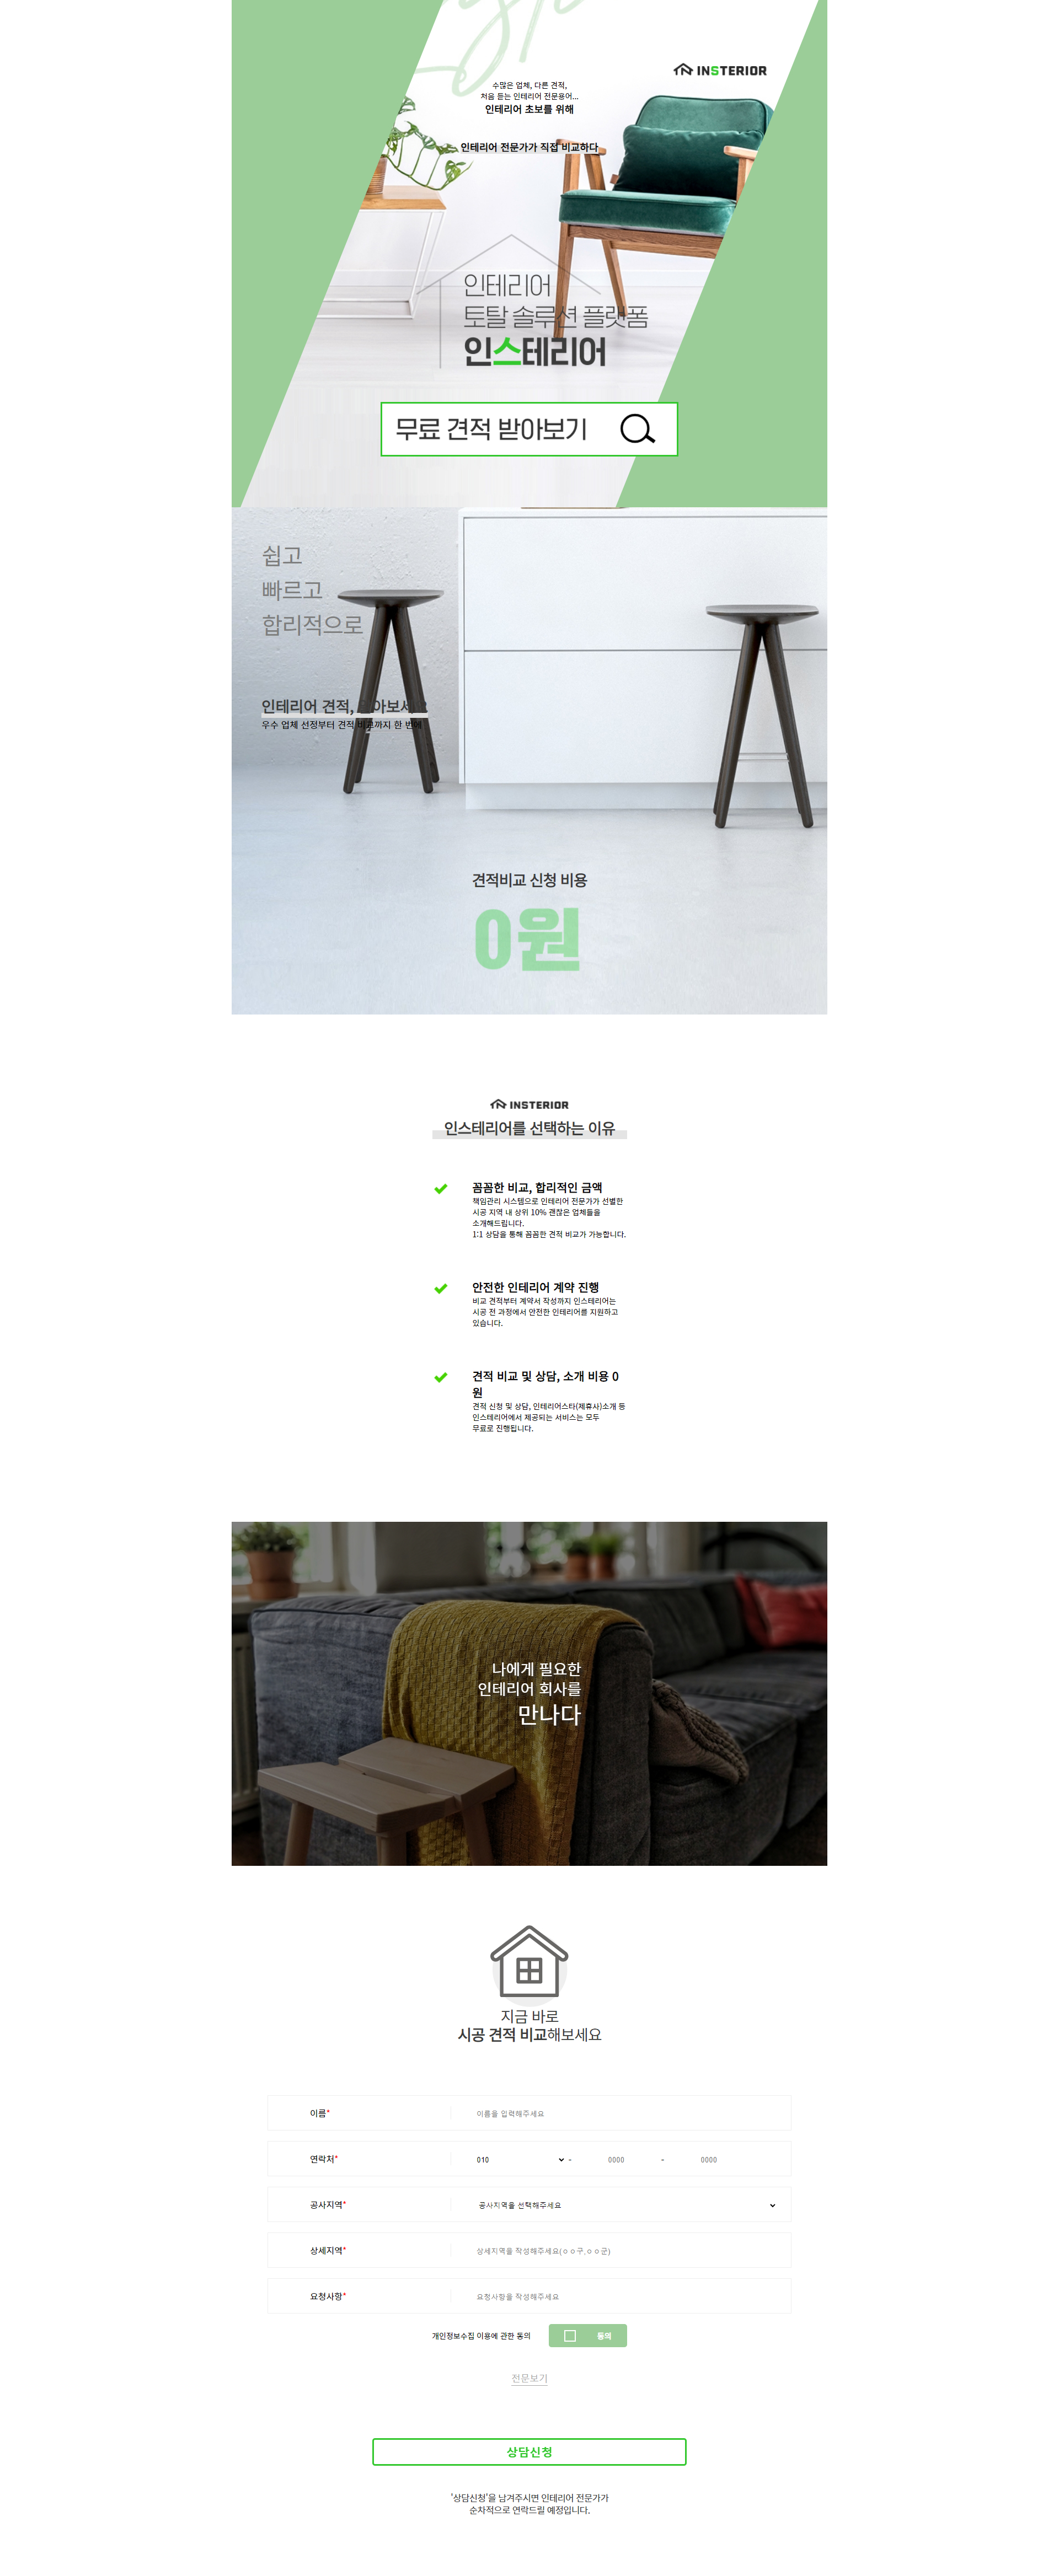 INSTERIOR
수많은 업체, 다른 견적,
처음 듣는 인테리어 전문용어...
인테리어 초보를 위해
인테리어 전문가가 직접 비교하다
인테리어
토탈 솔루션 플랫폼
인스테리어
무료 견적 받아보기
쉽고
빠르고
합리적으로
인테리어 견적,
우수 업체 선정부터 견적 비교까지 한 번에
견적비교 신청 비용
0원
INSTERIOR
인스테리어를 선택하는 이유
꼼꼼한 비교, 합리적인 금액
책임관리 시스템으로 인테리어 전문가가 선별한
시공 지역 내 상위 10% 괜찮은 업체들을
소개해드립니다.
1:1 상담을 통해 꼼꼼한 견적 비교가 가능합니다.
안전한 인테리어 계약 진행
비교 견적부터 계약서 작성까지 인스테리어는
시공 전 과정에서 안전한 인테리어를 지원하고
있습니다.
견적 비교 및 상담, 소개 비용 0
원
견적 신청 및 상담, 인테리어스타(제휴사)소개 등
인스테리어에서 제공되는 서비스는 모두
무료로 진행됩니다.
나에게 필요한
인테리어 회사를
만나다
지금 바로
시공 견적 비교해보세요
이름* 이름을 입력해주세요
연락처* 010 - 0000 - 0000
공사지역* 공사지역을 선택해주세요
상세지역* 상세지역을 작성해주세요(ㅇㅇ구,ㅇㅇ군)
요청사항* 요청사항을 작성해주세요
개인정보수집 이용에 관한 동의 동의
전문보기
상담신청
'상담신청'을 남겨주시면 인테리어 전문가가
순차적으로 연락드릴 예정입니다.